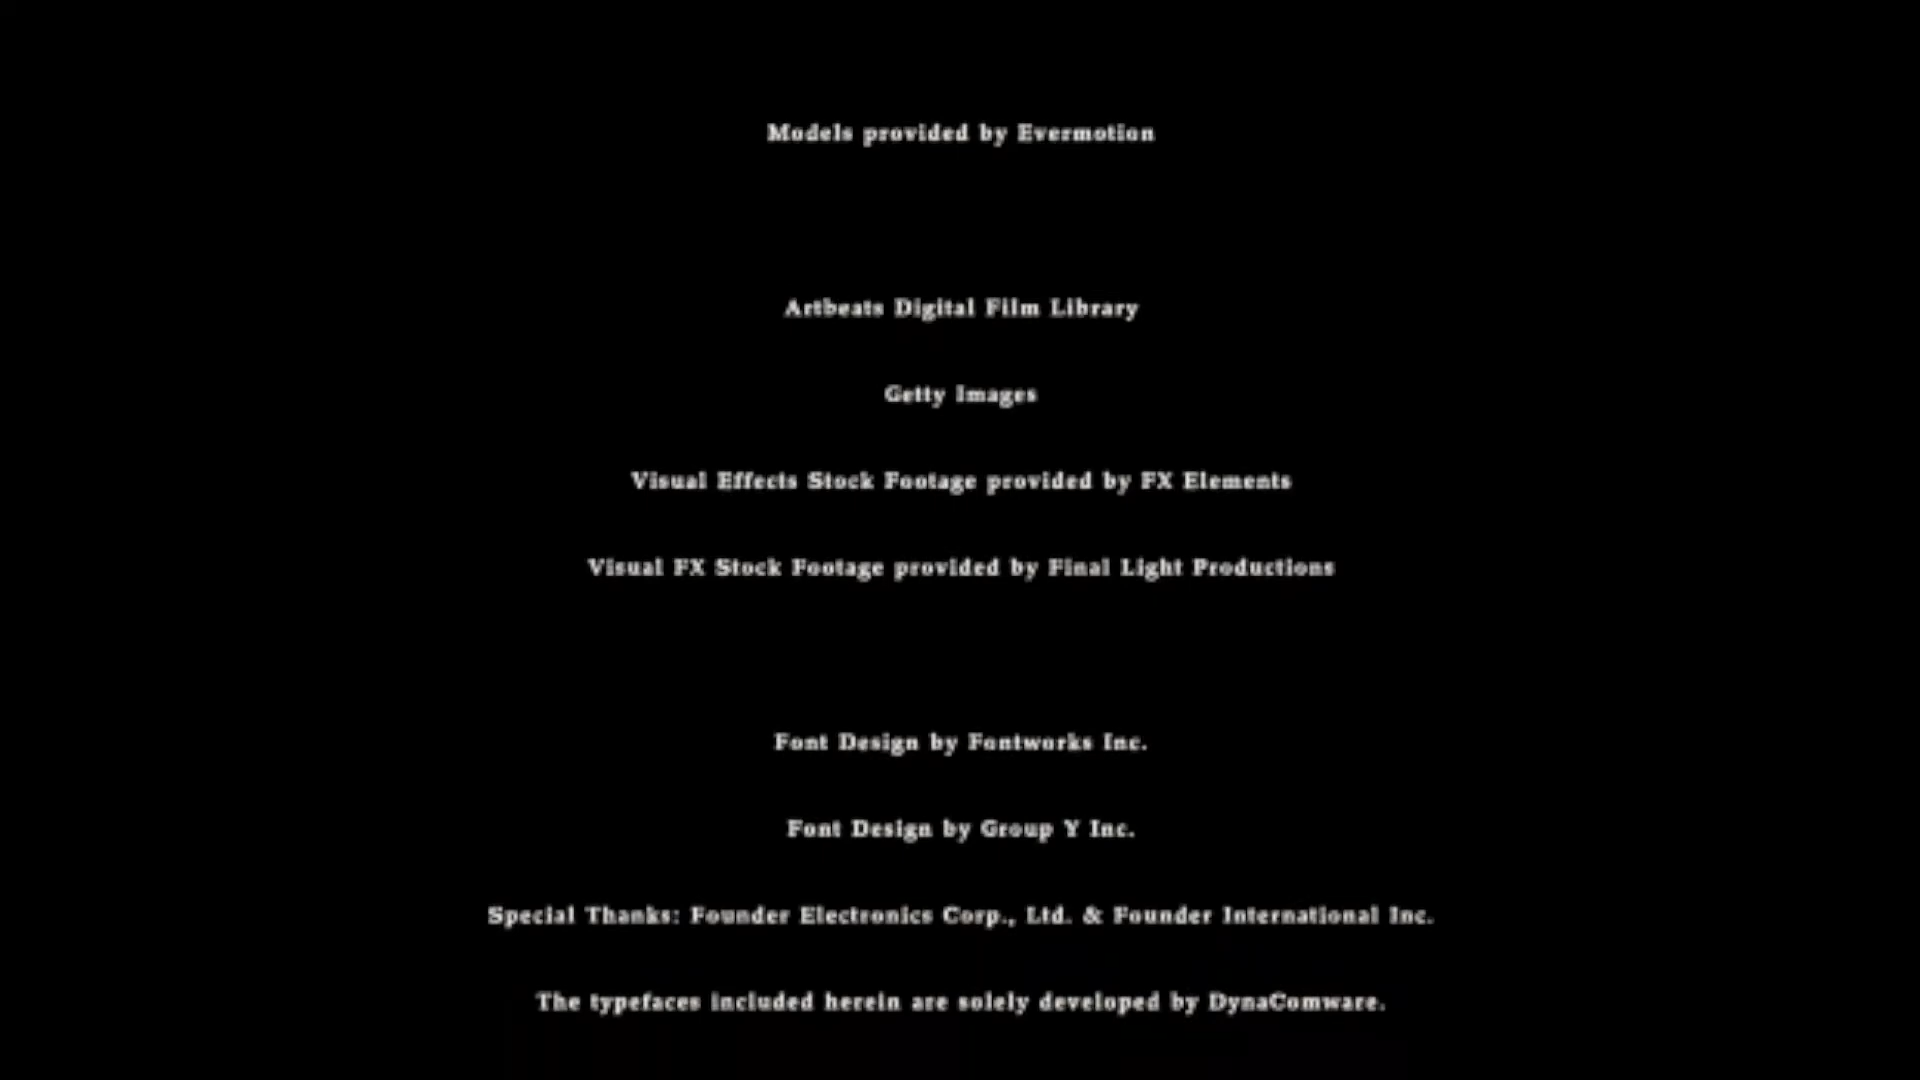 Models provided by Evermotion
Artbeats Digital Film Library
Getty Images
Visual Effects Stock Footage provided by FX Elements
Visual FX Stock Footage provided by Final Light Productions
Font Design by Fontworks Inc.
Font Design by Group Y Inc.
Special Thanks: Founder Electronics Corp., Ltd. & Founder International Inc.
The typefaces included herein are solely developed by DynaComware.